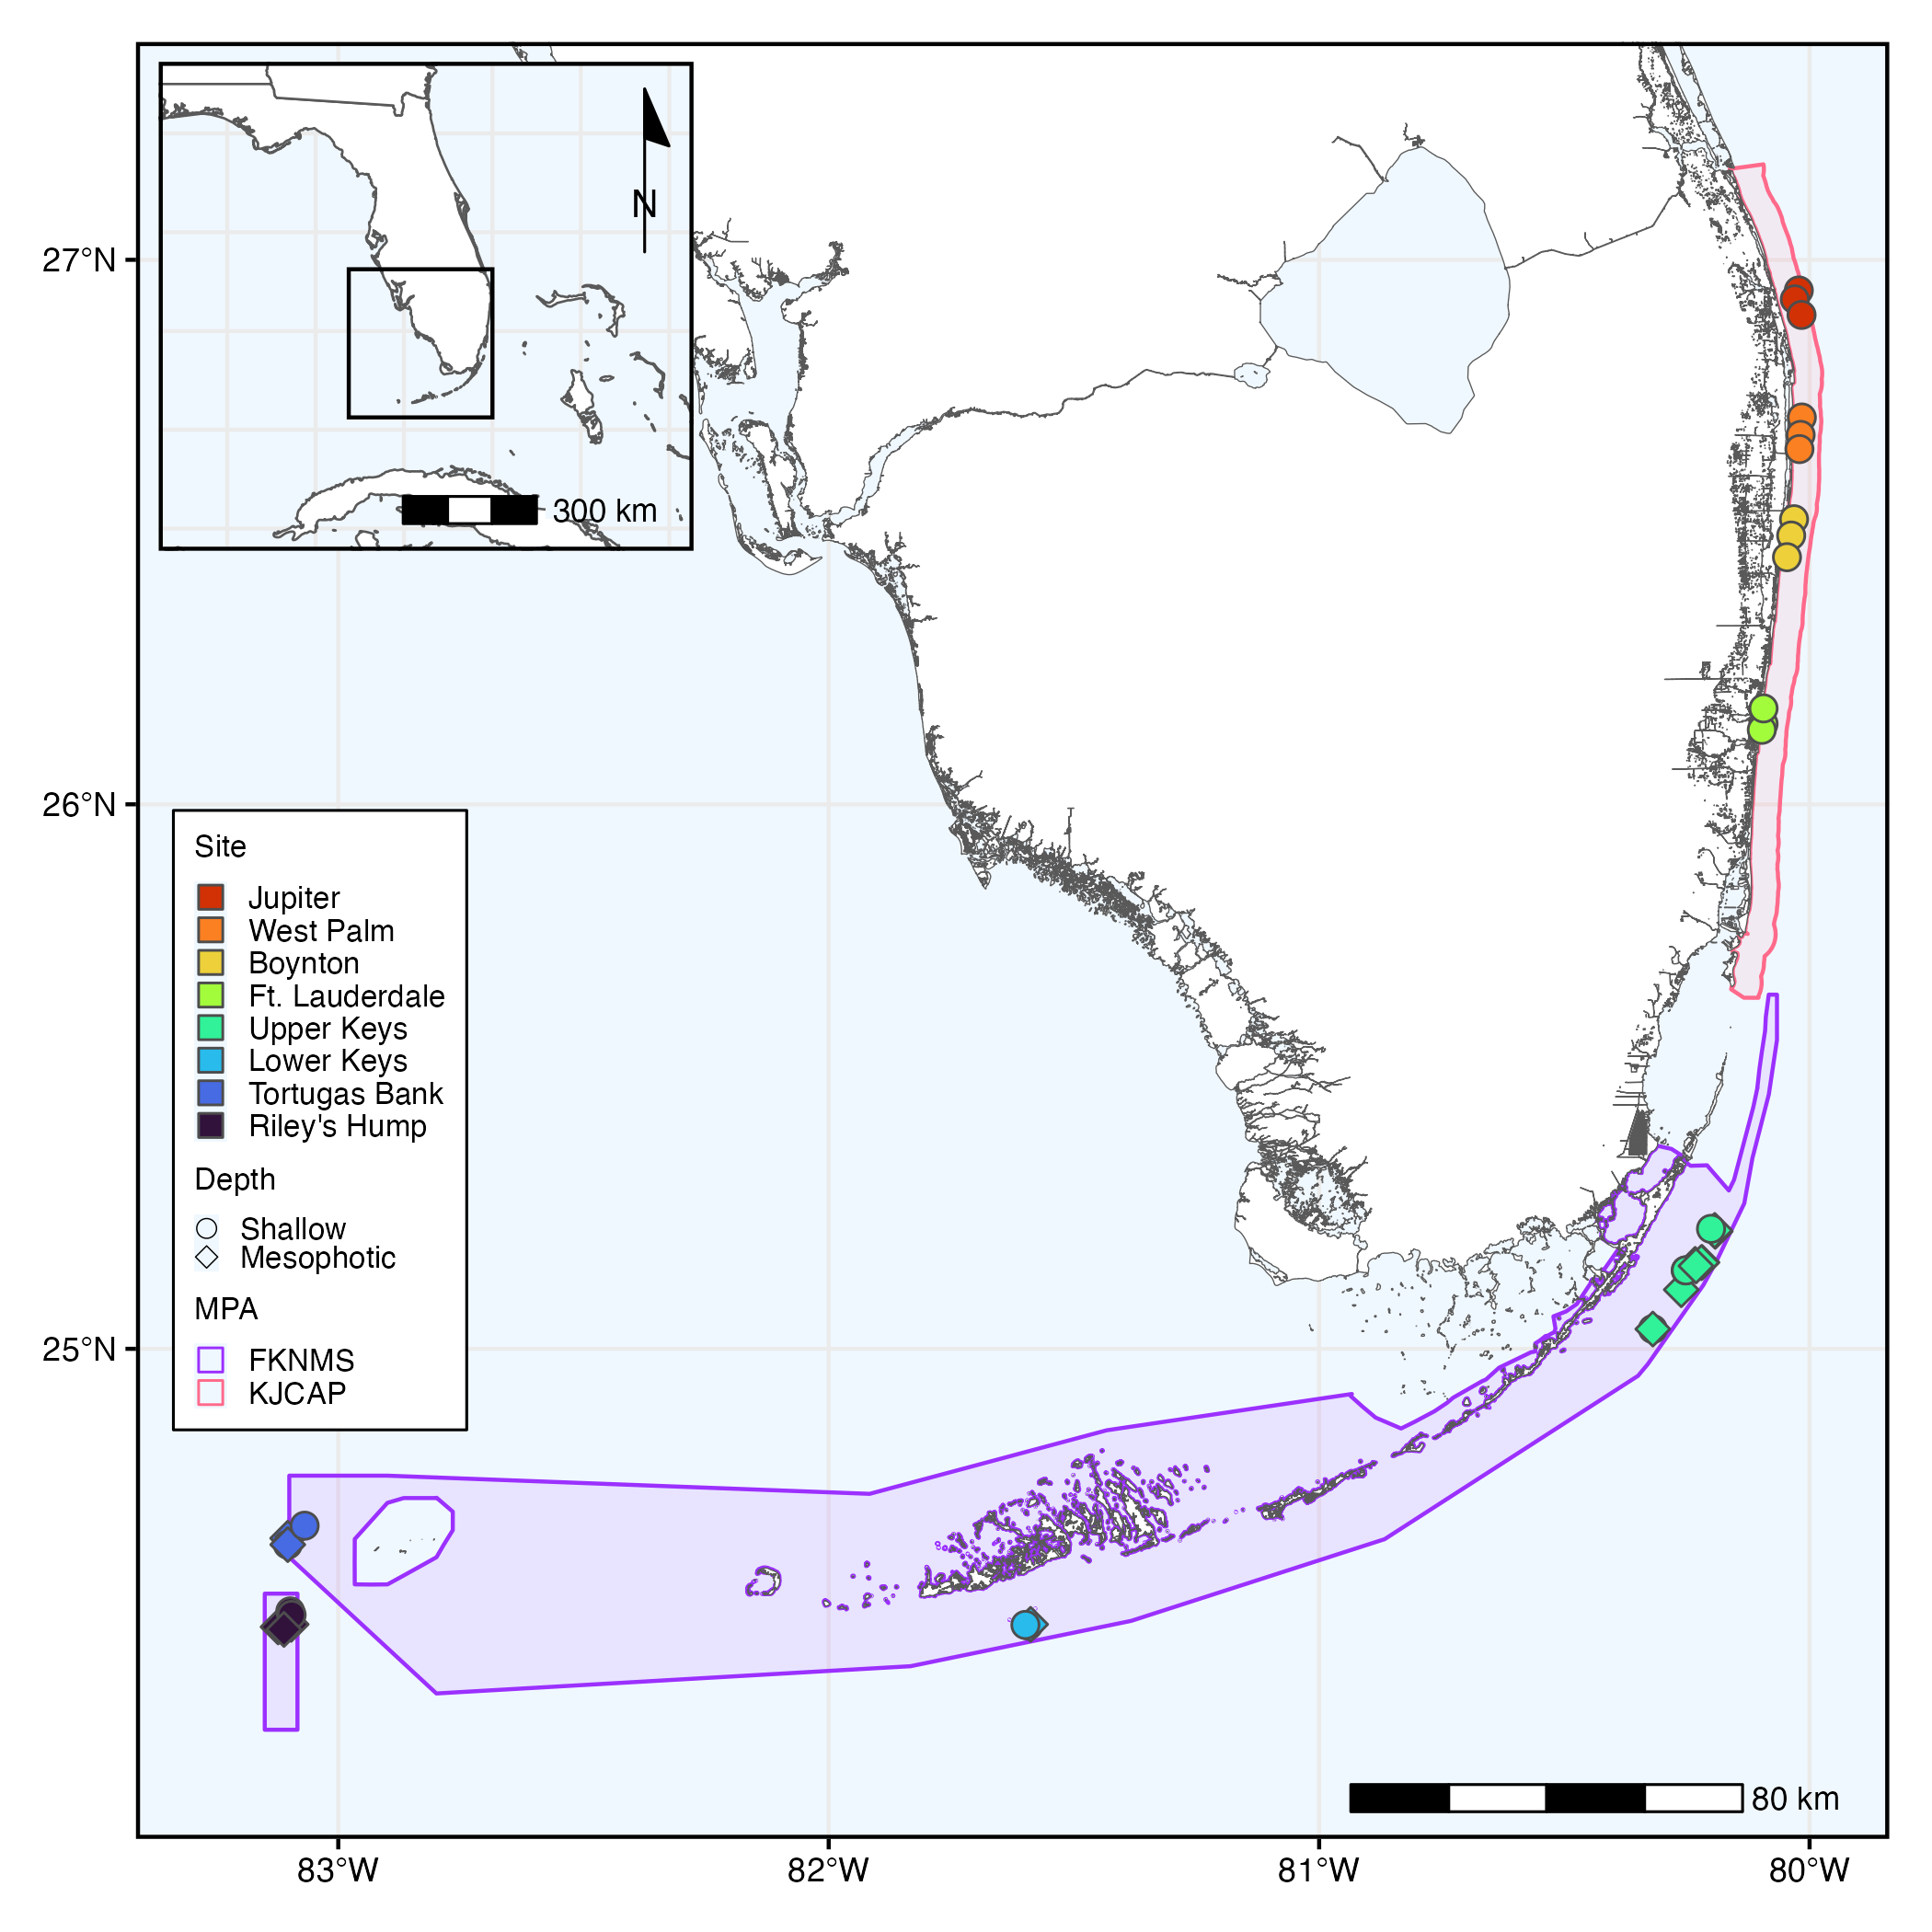 N
300 km
27°N
26°N
25°N
Site
Jupiter
West Palm
Boynton
Ft. Lauderdale
Upper Keys
Lower Keys
Tortugas Bank
Riley's Hump
Depth
Shallow
Mesophotic
MPA
FKNMS
KJCAP
80 km
83°W
82°W
81°W
80°W